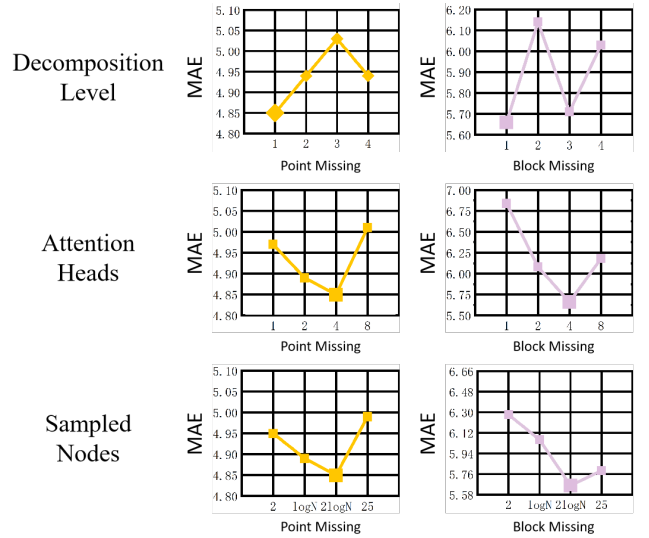 Decomposition
Level
MAE
5.10
5.05
5.00
4.95
4.90
4.85
4.80
1 2 3 4
Point Missing
MAE
6.20
6.10
6.00
5.90
5.80
5.70
5.60
1 2 3 4
Block Missing
Attention
Heads
MAE
5.10
5.05
5.00
4.95
4.90
4.85
4.80
1 2 4 8
Point Missing
MAE
7.00
6.75
6.50
6.25
6.00
5.75
5.50
1 2 4 8
Block Missing
Sampled
Nodes
MAE
5.10
5.05
5.00
4.95
4.90
4.85
4.80
2 logN 2logN 25
Point Missing
MAE
6.66
6.48
6.30
6.12
5.94
5.76
5.58
2 logN 2logN 25
Block Missing